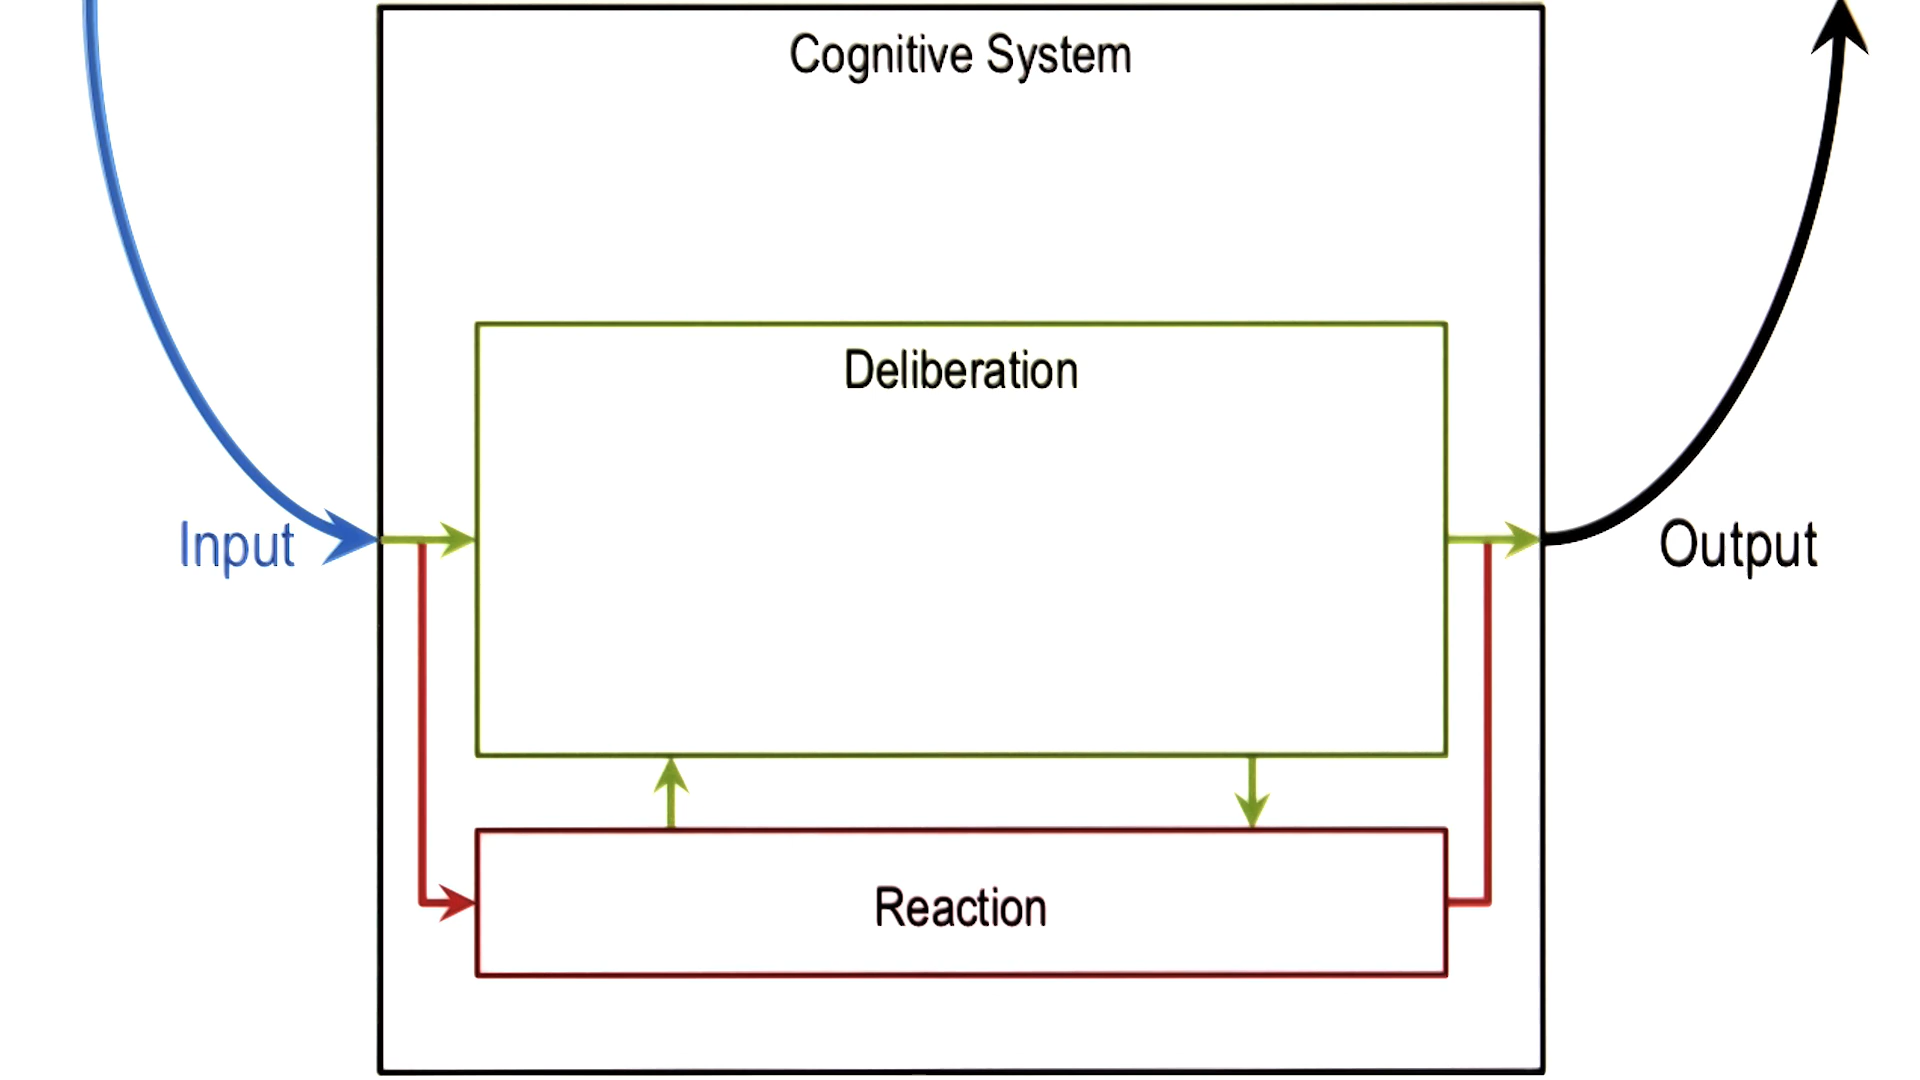 Cognitive System
Deliberation
Input
Output
Reaction